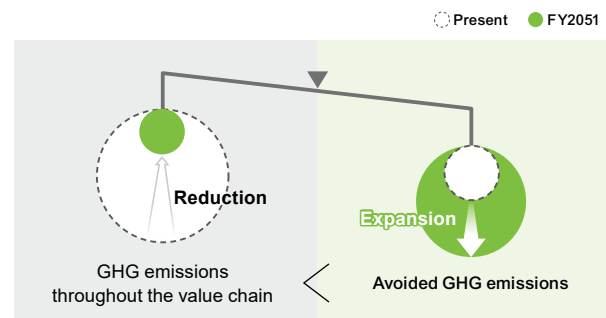 Present
FY2051
Reduction
Expansion
GHG emissions
throughout the value chain
Avoided GHG emissions